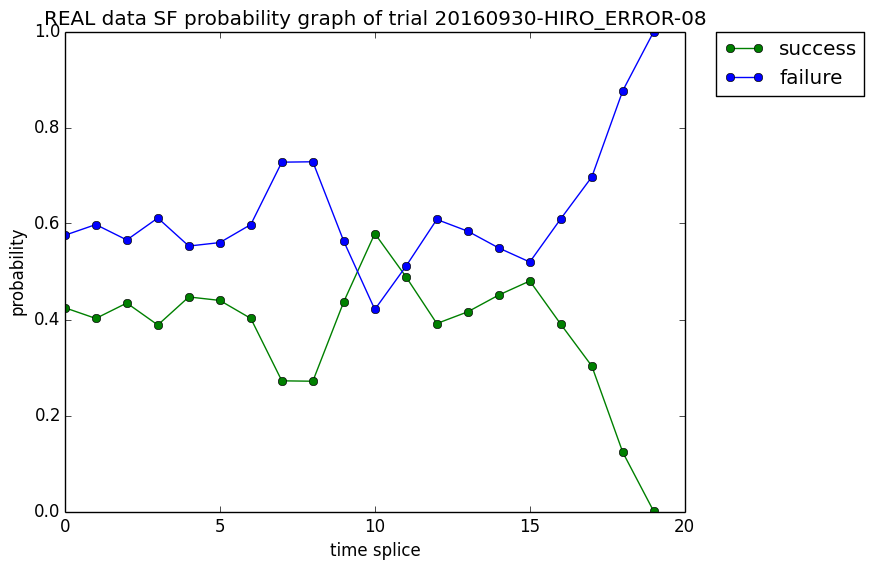 REAL data SF probability graph of trial 20160930-HIRO_ERROR-08
success
failure
1.0
0.8
0.6
0.4
0.2
0.0
probability
0 5 10 15 20
time splice